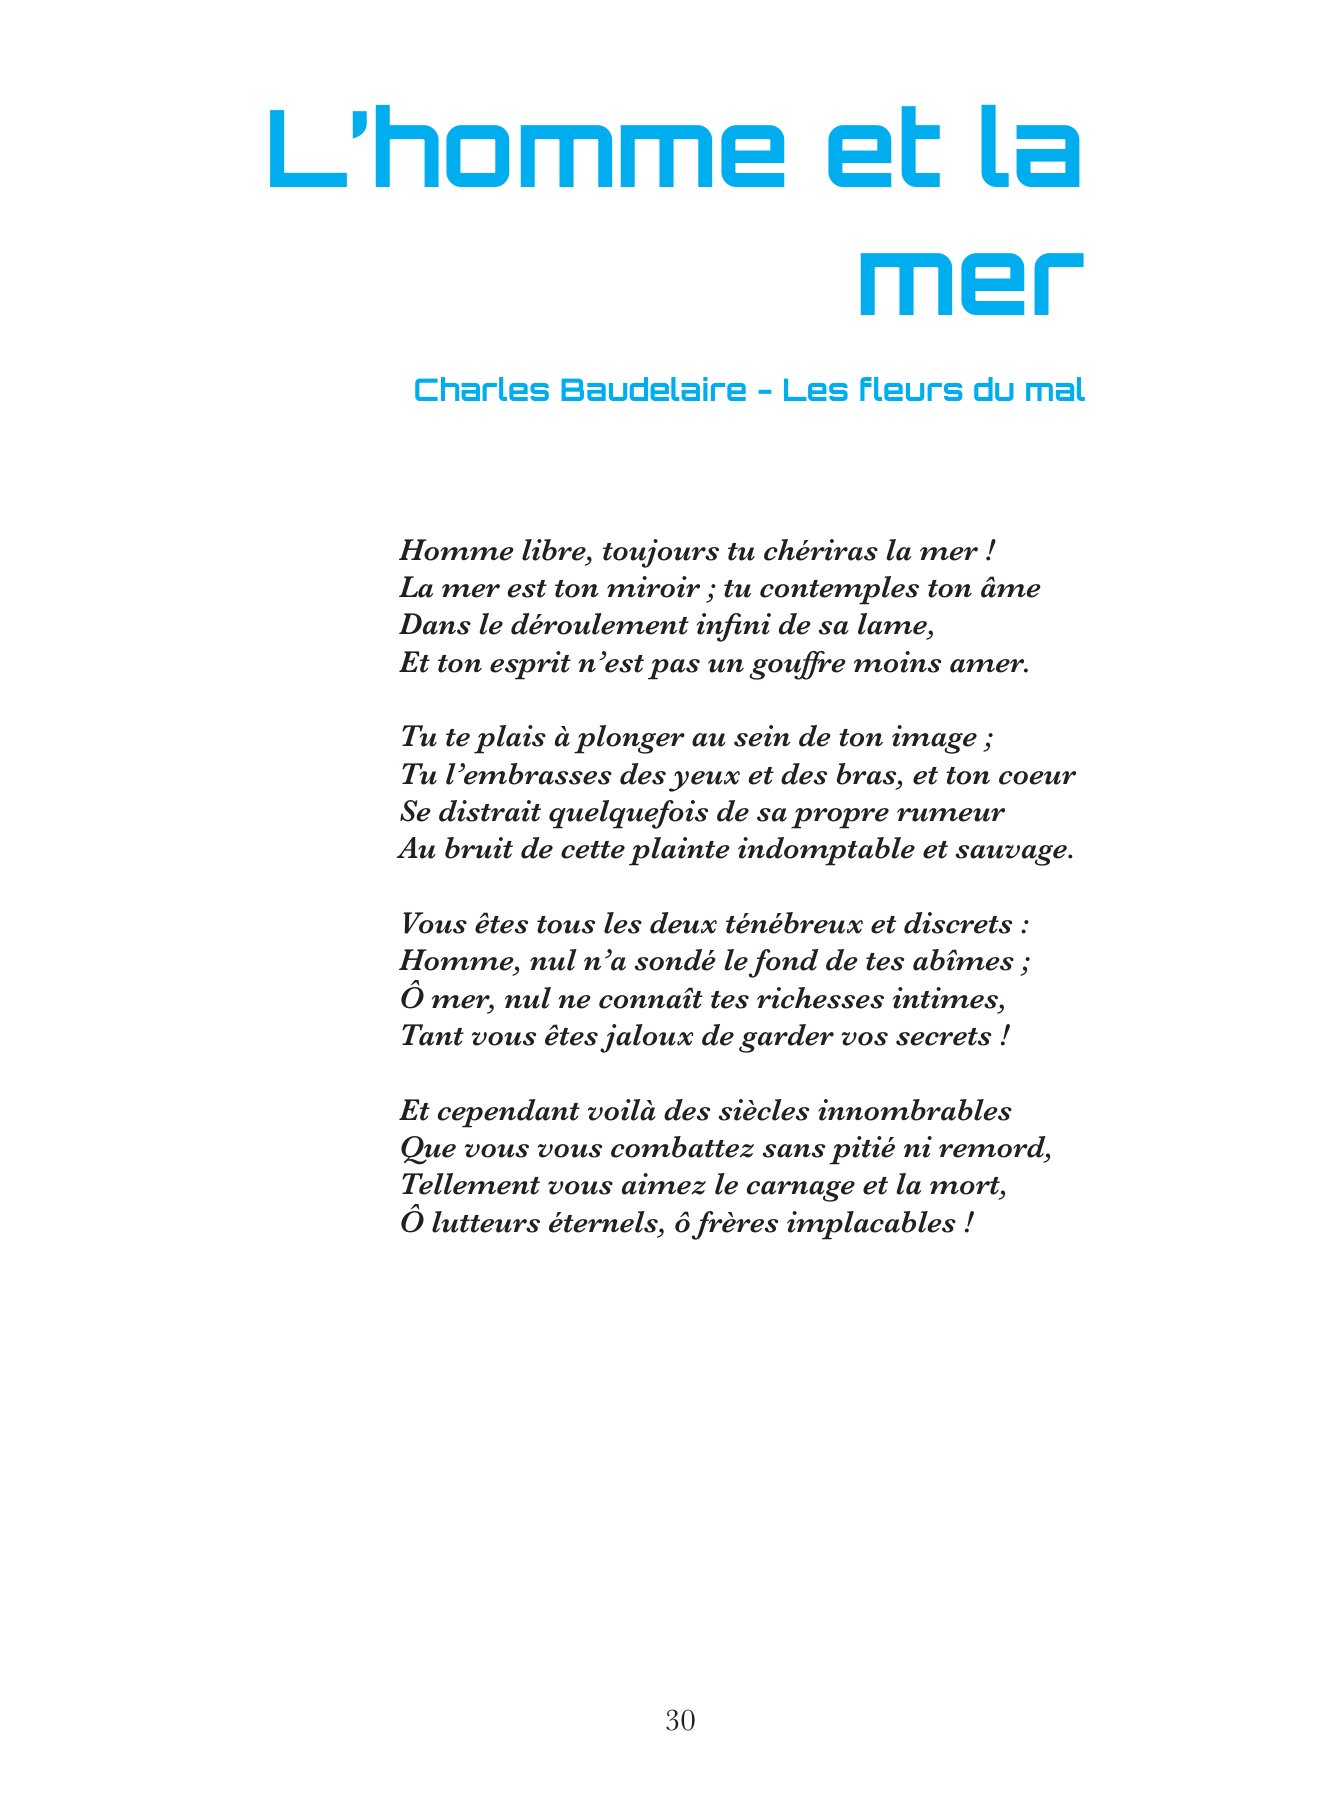 L’homme et la
mer
Charles Baudelaire - Les fleurs du mal
Homme libre, toujours tu chériras la mer !
La mer est ton miroir ; tu contemples ton âme
Dans le déroulement infini de sa lame,
Et ton esprit n’est pas un gouffre moins amer.
Tu te plais à plonger au sein de ton image ;
Tu l’embrasses des yeux et des bras, et ton coeur
Se distrait quelquefois de sa propre rumeur
Au bruit de cette plainte indomptable et sauvage.
Vous êtes tous les deux ténébreux et discrets :
Homme, nul n’a sondé le fond de tes abîmes ;
Ô mer, nul ne connaît tes richesses intimes,
Tant vous êtes jaloux de garder vos secrets !
Et cependant voilà des siècles innombrables
Que vous vous combattez sans pitié ni remord,
Tellement vous aimez le carnage et la mort,
Ô lutteurs éternels, ô frères implacables !
30